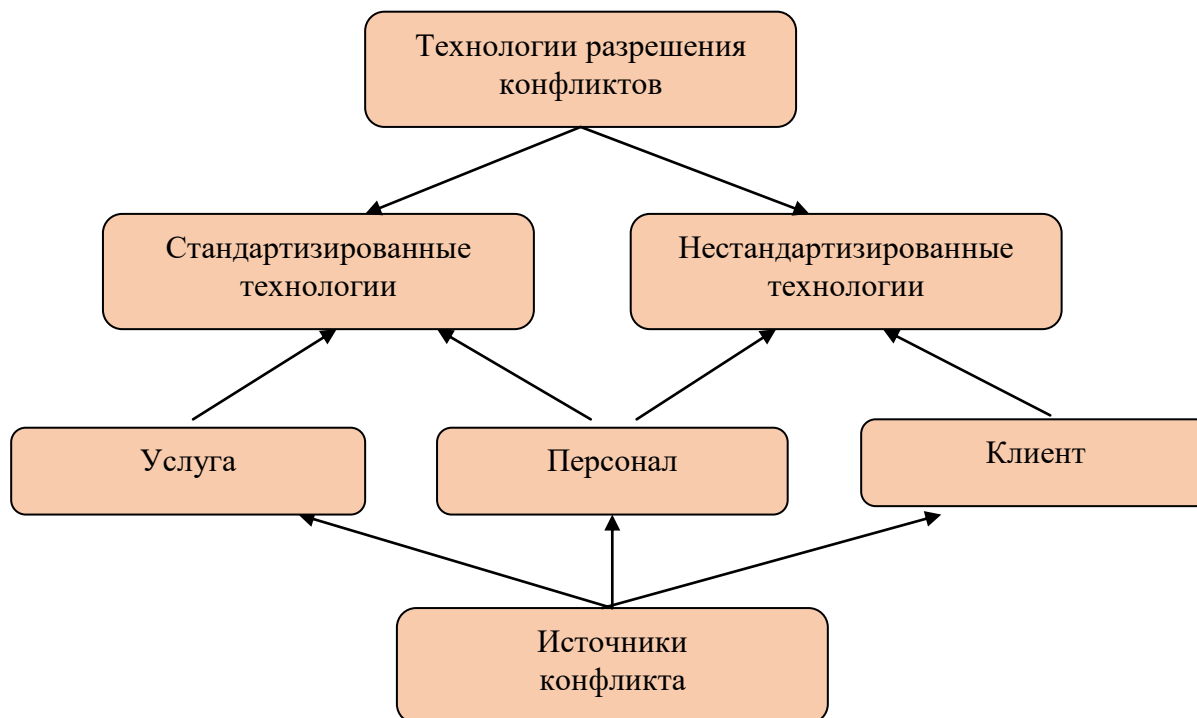 Технологии разрешения
конфликтов
Стандартизированные
технологии
Нестандартизированные
технологии
Услуга
Персонал
Клиент
Источники
конфликта